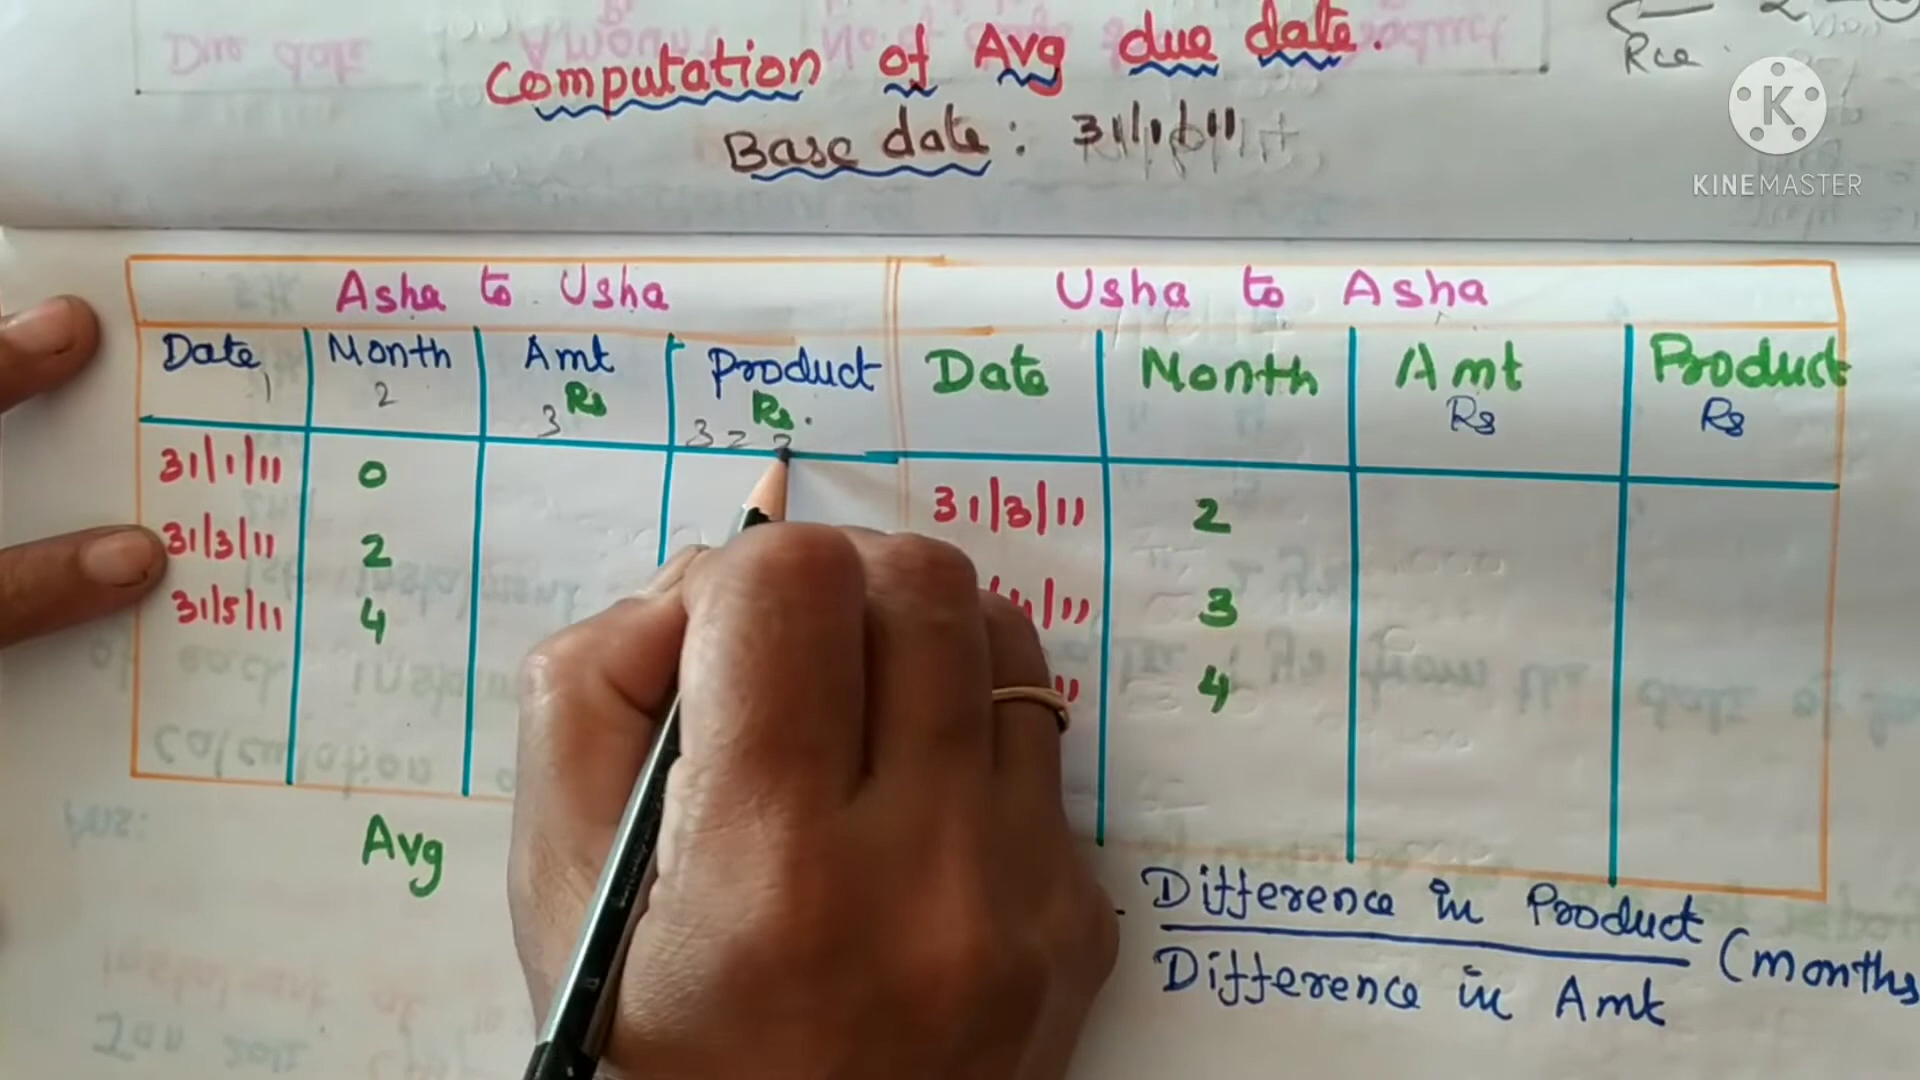 Computation of Avg due date.
Base date : 31/1/11
Rce
KINEMASTER
Asha to Usha
Usha to Asha
Date Month Amt Product Date Month Amt Product
1 2 3 Rs Rs. Rs Rs
3 2
31/1/11 0
31/3/11 2 31/3/11 2
31/5/11 4 3
4
Avg
Difference in Product
(months
Difference in Amt